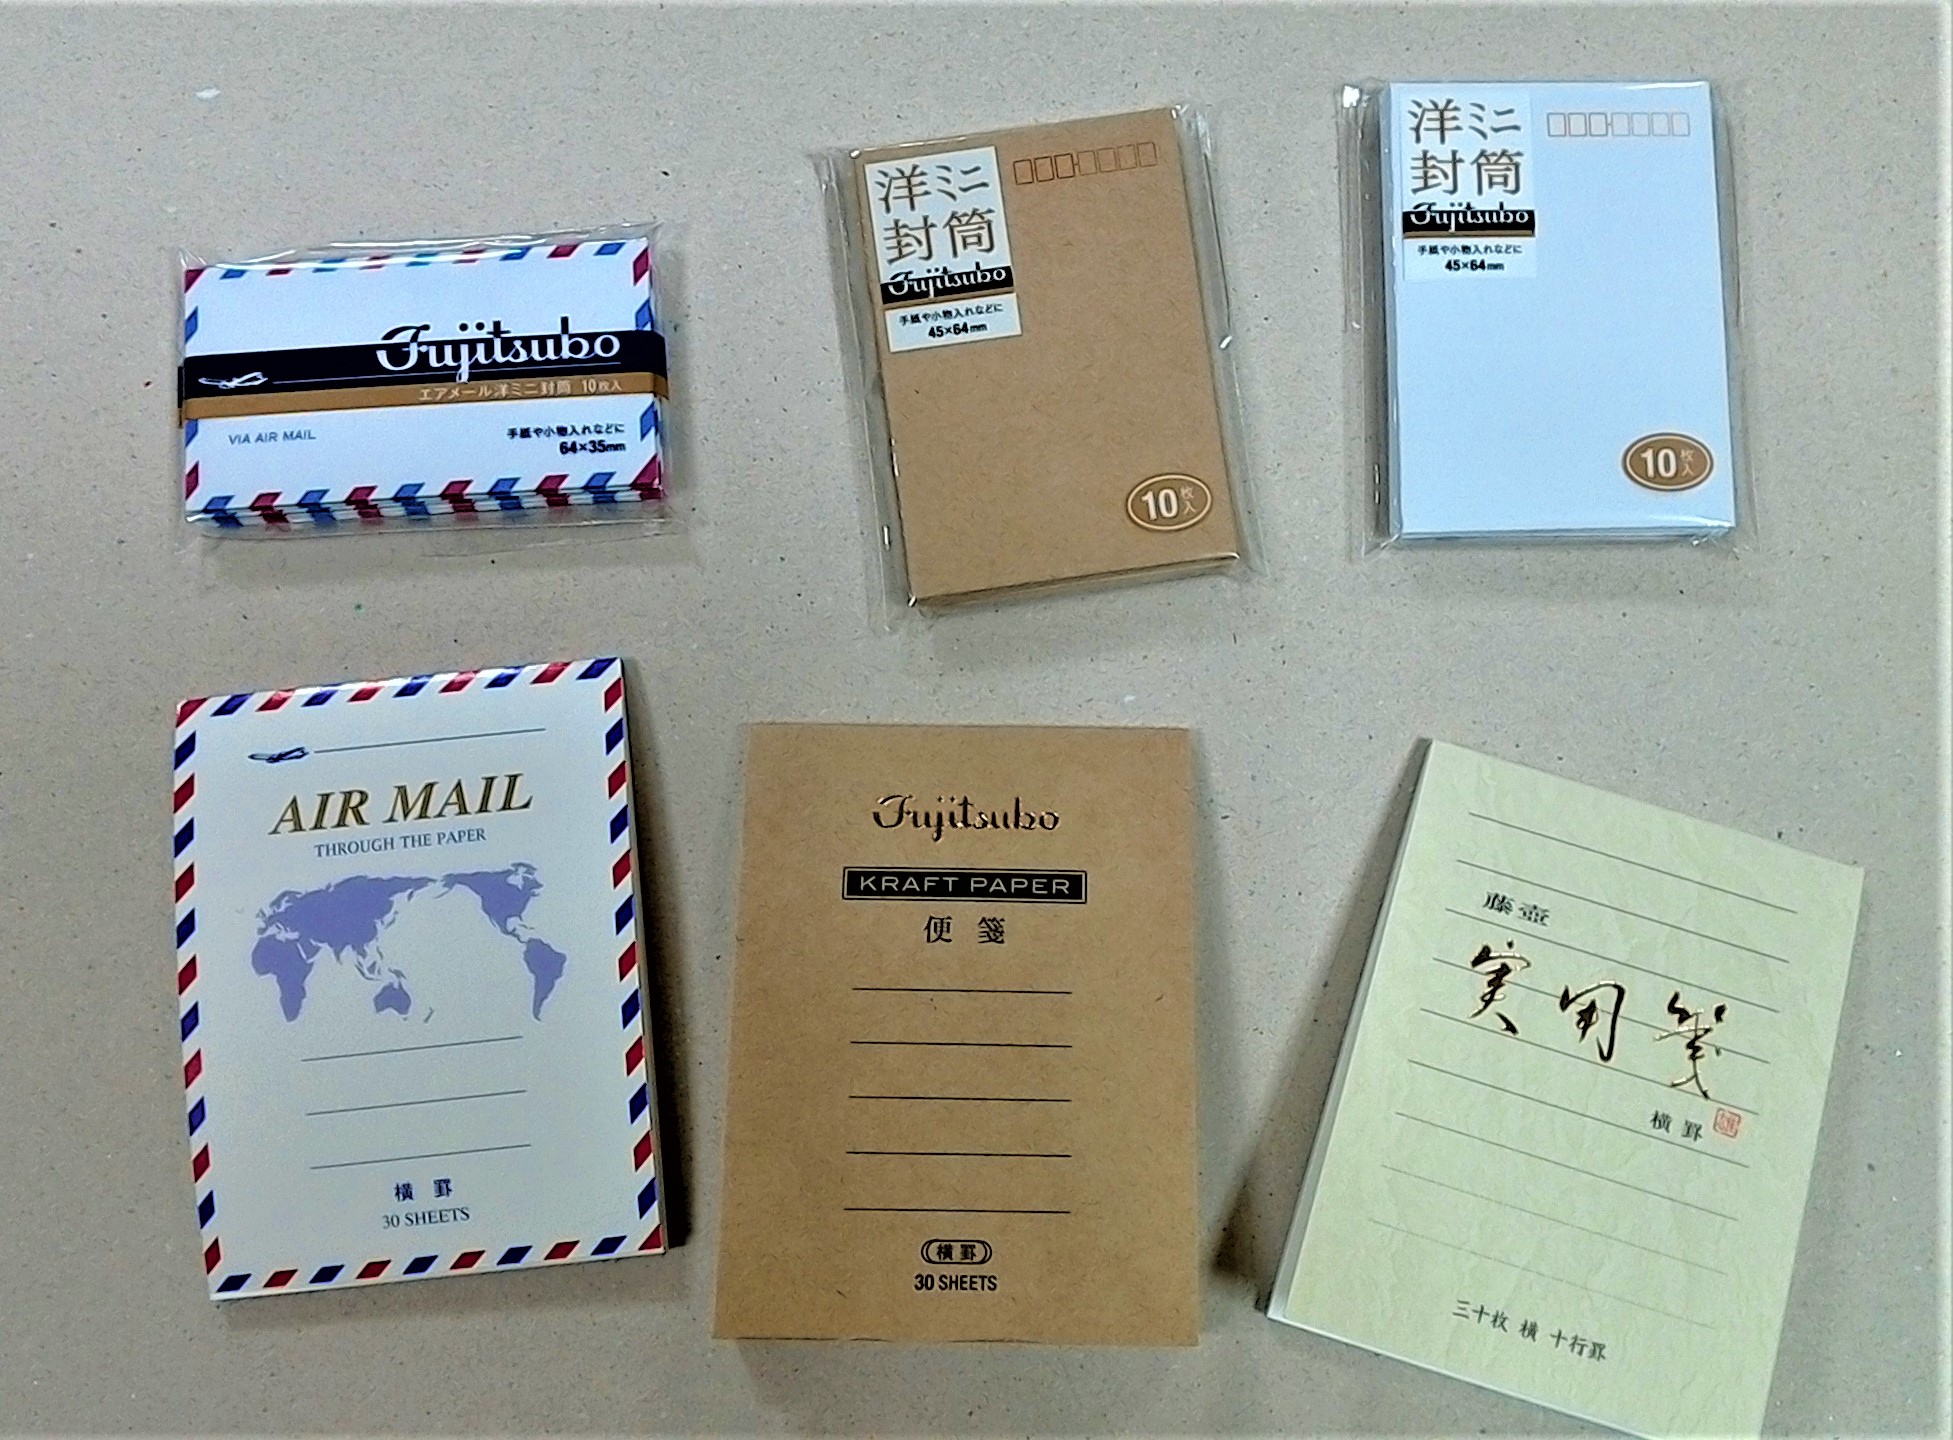 Fujitsubo
エアメール洋ミニ封筒 10枚入
VIA AIR MAIL
手紙や小物入れなどに
64×35mm
洋ミニ
封筒
Fujitsubo
手紙や小物入れなどに
45×64mm
10枚入
洋ミニ
封筒
Fujitsubo
手紙や小物入れなどに
45×64mm
10枚入
AIR MAIL
THROUGH THE PAPER
横罫
30 SHEETS
Fujitsubo
KRAFT PAPER
便箋
横罫
30 SHEETS
藤壺
実用箋
横罫
三十枚 横 十行罫